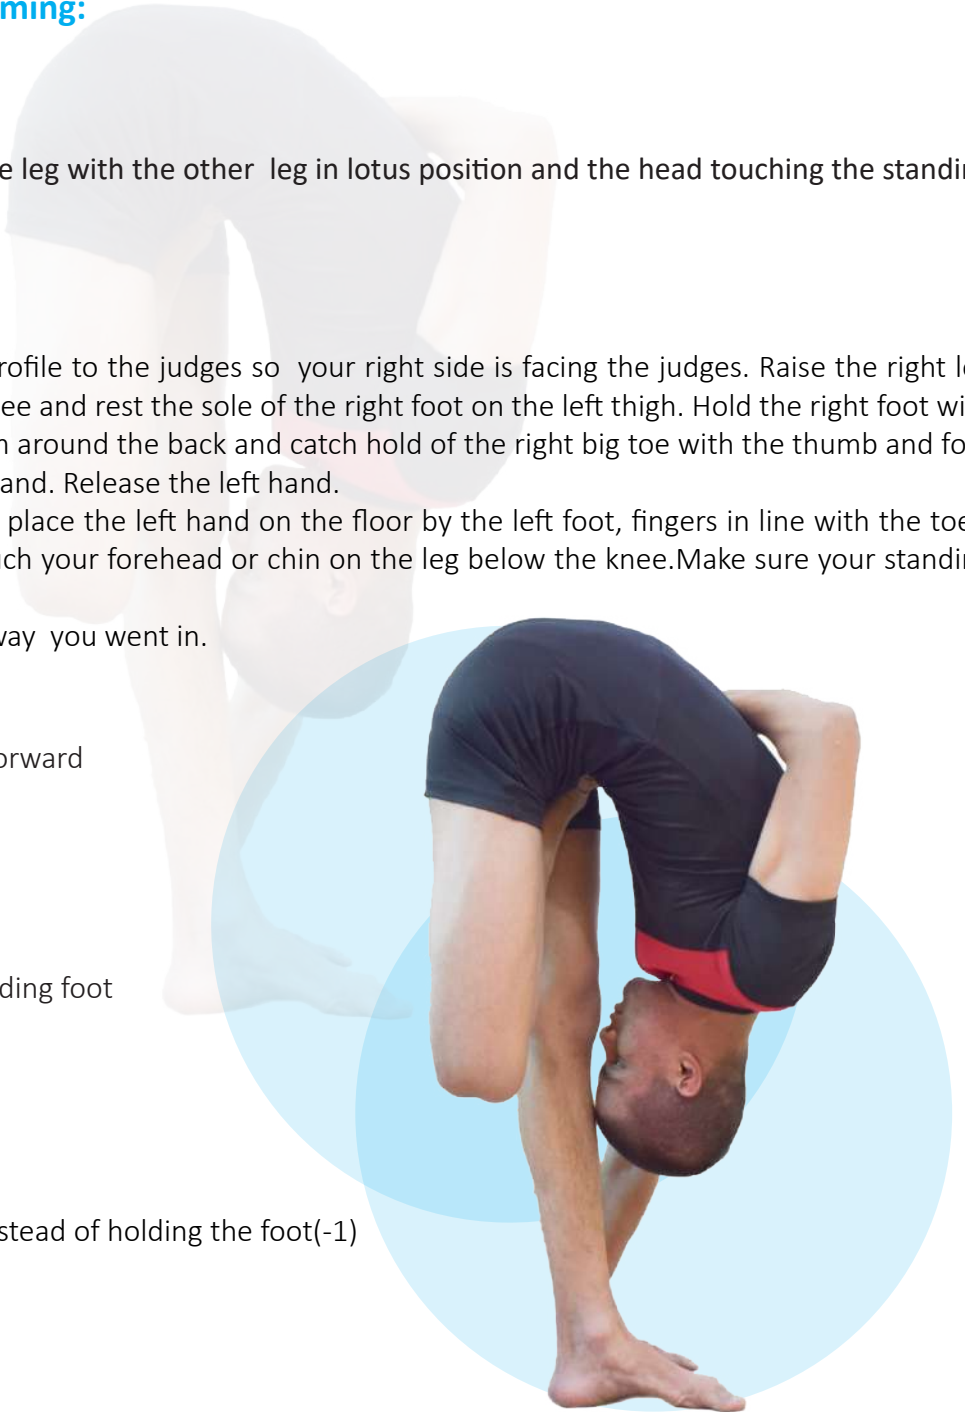 ming:
e leg with the other leg in lotus position and the head touching the standin
rofile to the judges so your right side is facing the judges. Raise the right le
ee and rest the sole of the right foot on the left thigh. Hold the right foot wi
n around the back and catch hold of the right big toe with the thumb and fo
and. Release the left hand.
place the left hand on the floor by the left foot, fingers in line with the toe
ch your forehead or chin on the leg below the knee.Make sure your standin
way you went in.
orward
ding foot
stead of holding the foot(-1)